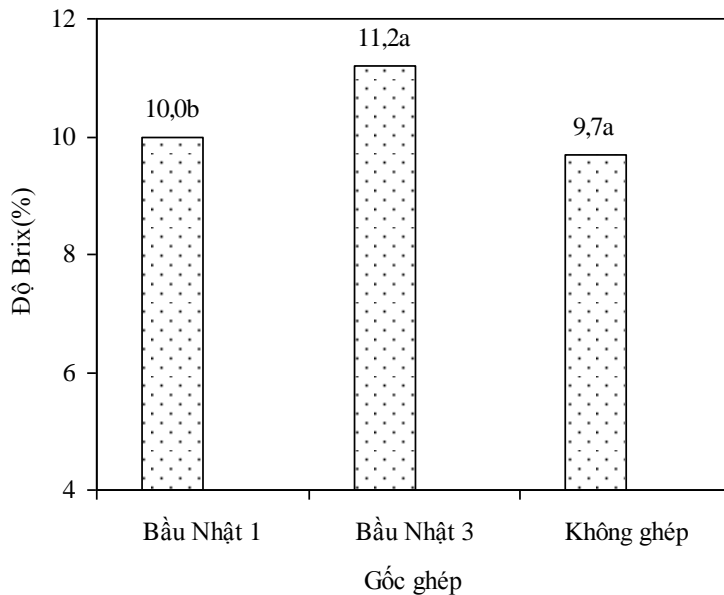 12
10
8
6
4
Độ Brix(%)
10,0b
11,2a
9,7a
Bầu Nhật 1
Bầu Nhật 3
Không ghép
Gốc ghép